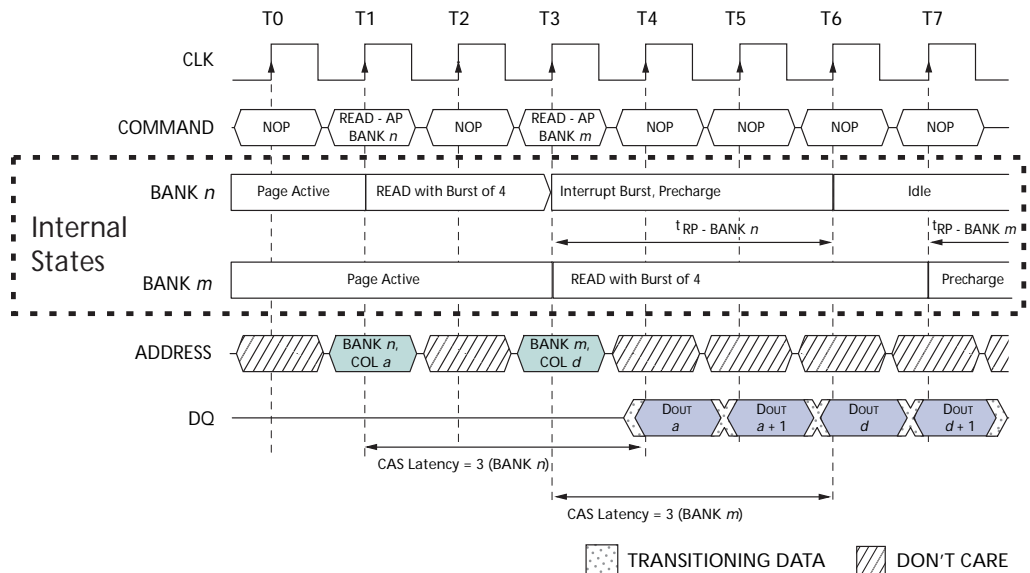 T0 T1 T2 T3 T4 T5 T6 T7
CLK
COMMAND
NOP
READ - AP
BANK n
NOP
READ - AP
BANK m
NOP
NOP
NOP
NOP
Internal
States
BANK n
Page Active
READ with Burst of 4
Interrupt Burst, Precharge
Idle
tRP - BANK n
tRP - BANK m
BANK m
Page Active
READ with Burst of 4
Precharge
ADDRESS
BANK n,
COL a
BANK m,
COL d
DQ
DOUT
a
DOUT
a + 1
DOUT
d
DOUT
d + 1
CAS Latency = 3 (BANK n)
CAS Latency = 3 (BANK m)
TRANSITIONING DATA
DON'T CARE